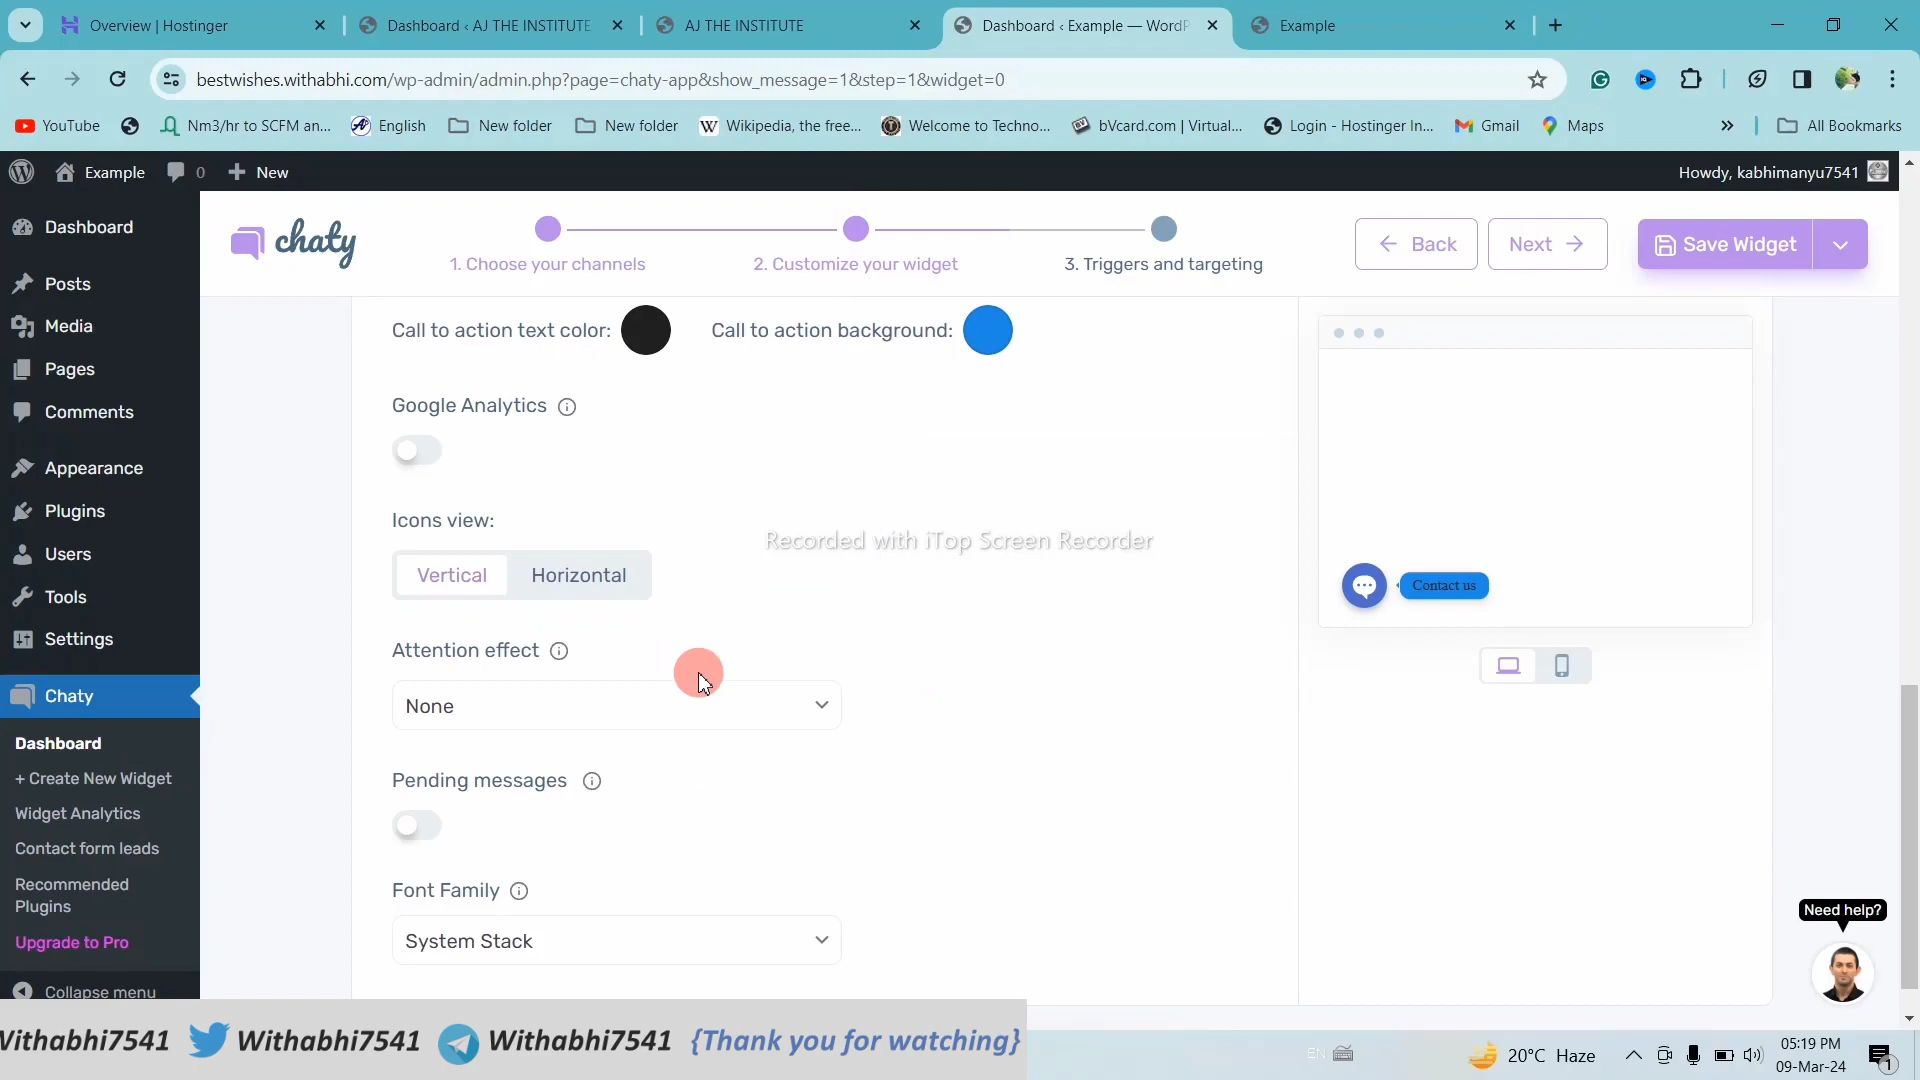 Overview | Hostinger
Dashboard ‹ AJ THE INSTITUTE
AJ THE INSTITUTE
Dashboard ‹ Example — WordP
Example
bestwishes.withabhi.com/wp-admin/admin.php?page=chaty-app&show_message=1&step=1&widget=0
YouTube
Nm3/hr to SCFM an...
English
New folder
New folder
Wikipedia, the free...
Welcome to Techno...
bVcard.com | Virtual...
Login - Hostinger In...
Gmail
Maps
»
All Bookmarks
Example
0
New
Howdy, kabhimanyu7541
Dashboard
Posts
Media
Pages
Comments
Appearance
Plugins
Users
Tools
Settings
Chaty
Dashboard
+ Create New Widget
Widget Analytics
Contact form leads
Recommended
Plugins
Upgrade to Pro
Collapse menu
chaty
1. Choose your channels
2. Customize your widget
3. Triggers and targeting
Back
Next
Save Widget
Call to action text color:
Call to action background:
Google Analytics
Icons view:
Vertical
Horizontal
Attention effect
None
Pending messages
Font Family
System Stack
Recorded with iTop Screen Recorder
Contact us
Need help?
Withabhi7541
Withabhi7541
Withabhi7541
{Thank you for watching}
EN
20°C Haze
05:19 PM
09-Mar-24
1